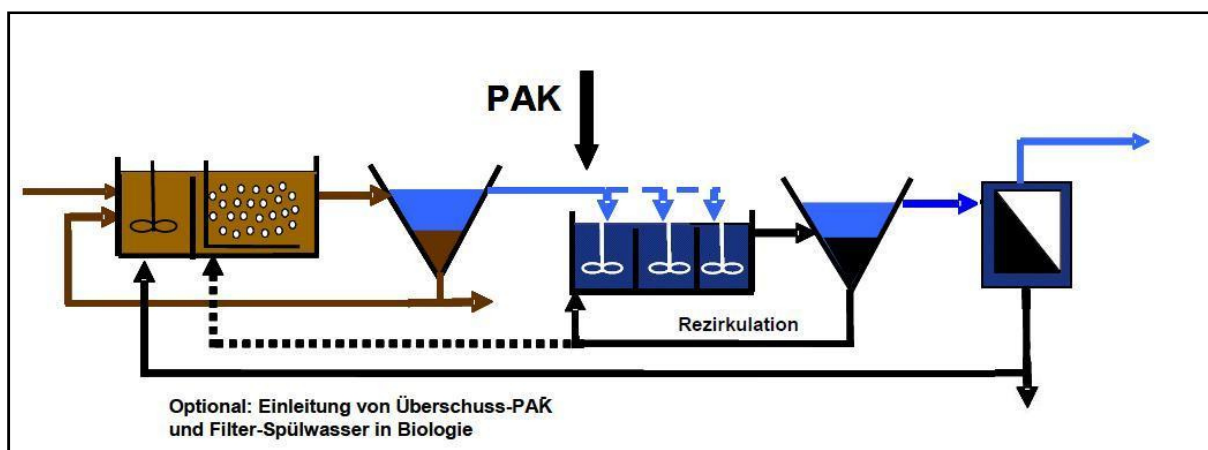 PAK
Rezirkulation
Optional: Einleitung von Überschuss-PAK
und Filter-Spülwasser in Biologie